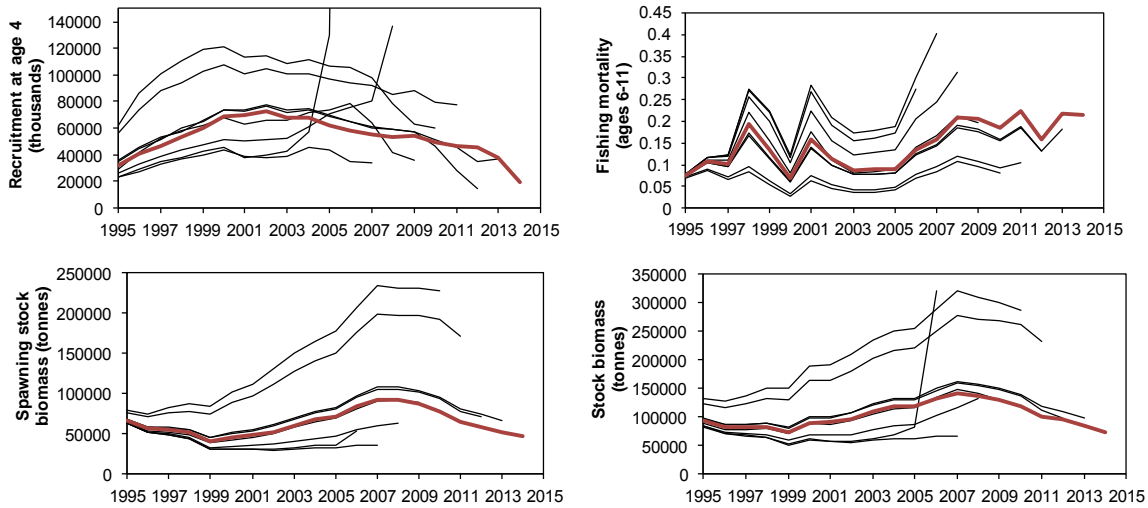 Recruitment at age 4
(thousands)
140000
120000
100000
80000
60000
40000
20000
0
1995 1997 1999 2001 2003 2005 2007 2009 2011 2013 2015
Fishing mortality
(ages 6-11)
0.45
0.4
0.35
0.3
0.25
0.2
0.15
0.1
0.05
0
1995 1997 1999 2001 2003 2005 2007 2009 2011 2013 2015
Spawning stock
biomass (tonnes)
250000
200000
150000
100000
50000
0
1995 1997 1999 2001 2003 2005 2007 2009 2011 2013 2015
Stock biomass
(tonnes)
350000
300000
250000
200000
150000
100000
50000
0
1995 1997 1999 2001 2003 2005 2007 2009 2011 2013 2015